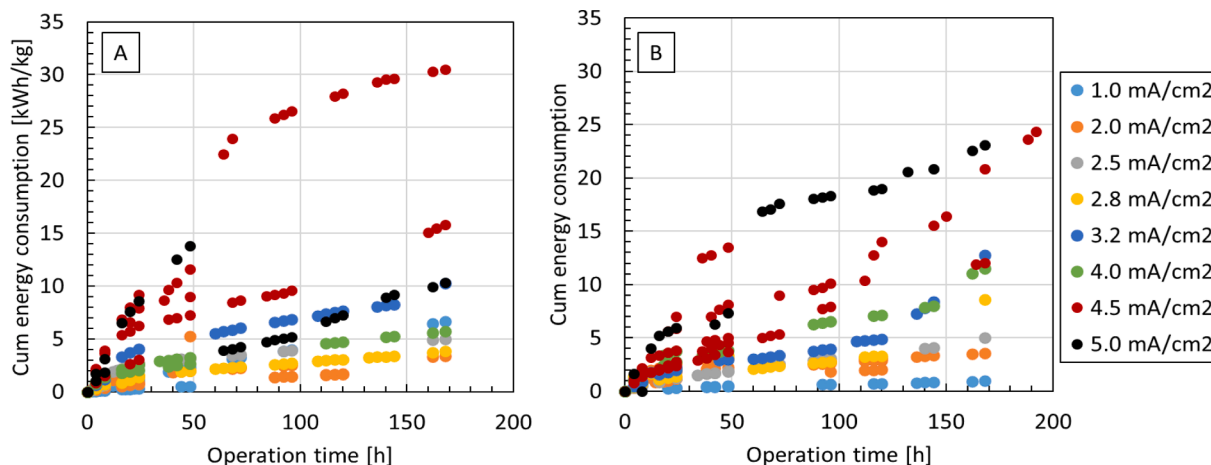 A
Cum energy consumption [kWh/kg]
35
30
25
20
15
10
5
0
0 50 100 150 200
Operation time [h]
B
Cum energy consumption
35
30
25
20
15
10
5
0
0 50 100 150 200
Operation time [h]
1.0 mA/cm2
2.0 mA/cm2
2.5 mA/cm2
2.8 mA/cm2
3.2 mA/cm2
4.0 mA/cm2
4.5 mA/cm2
5.0 mA/cm2